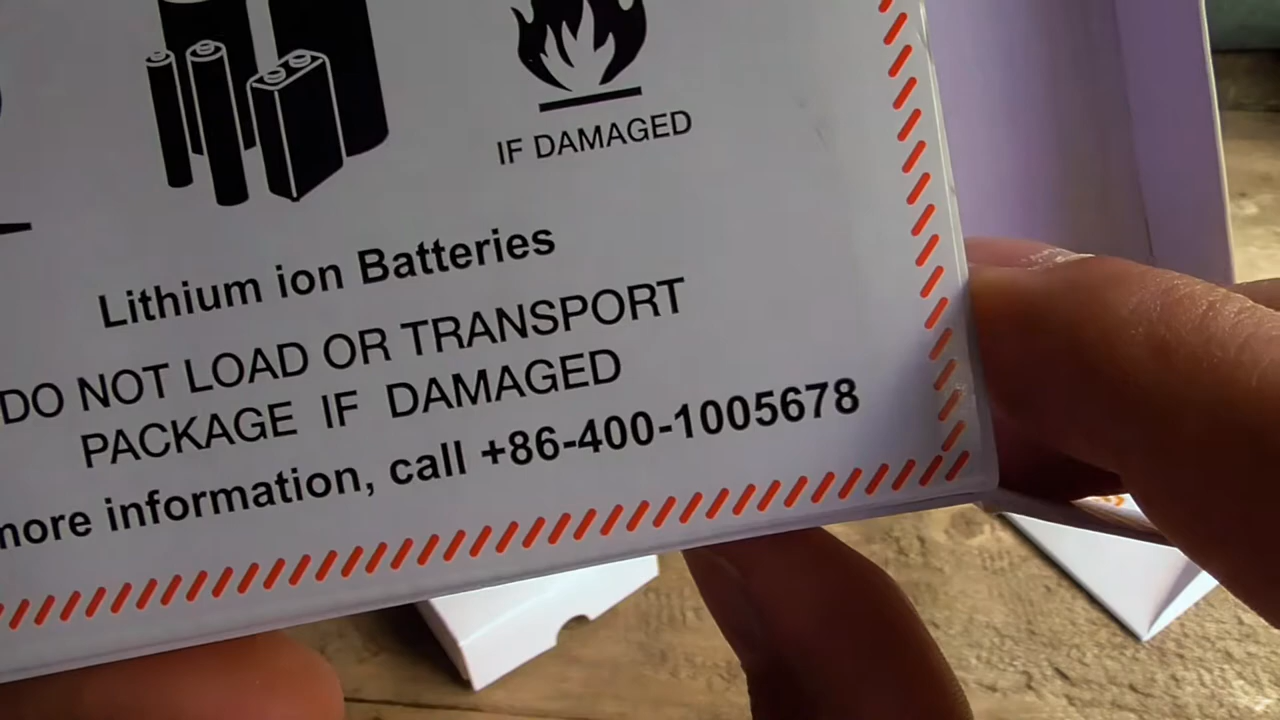 IF DAMAGED
Lithium ion Batteries
DO NOT LOAD OR TRANSPORT
PACKAGE IF DAMAGED
more information, call +86-400-1005678